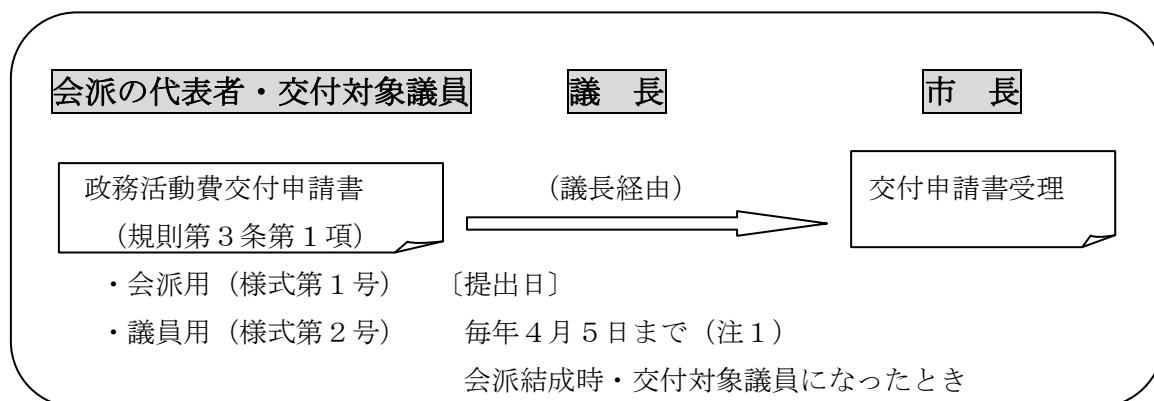 会派の代表者・交付対象議員　議　長　市　長
政務活動費交付申請書　（議長経由）　交付申請書受理
（規則第３条第１項）
・会派用（様式第１号）　〔提出日〕
・議員用（様式第２号）　毎年４月５日まで（注１）
会派結成時・交付対象議員になったとき